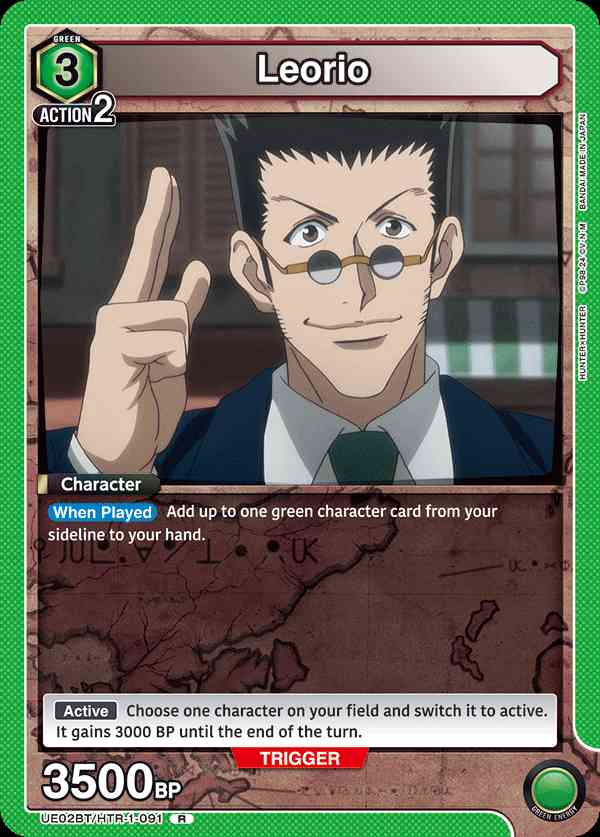 GREEN
3
Leorio
ACTION2
HUNTER×HUNTER ©P98-24 ©V･N･M BANDAI MADE IN JAPAN
Character
When Played Add up to one green character card from your
sideline to your hand.
Active Choose one character on your field and switch it to active.
It gains 3000 BP until the end of the turn.
TRIGGER
3500BP
GREEN ENERGY
UE02BT/HTR-1-091 R